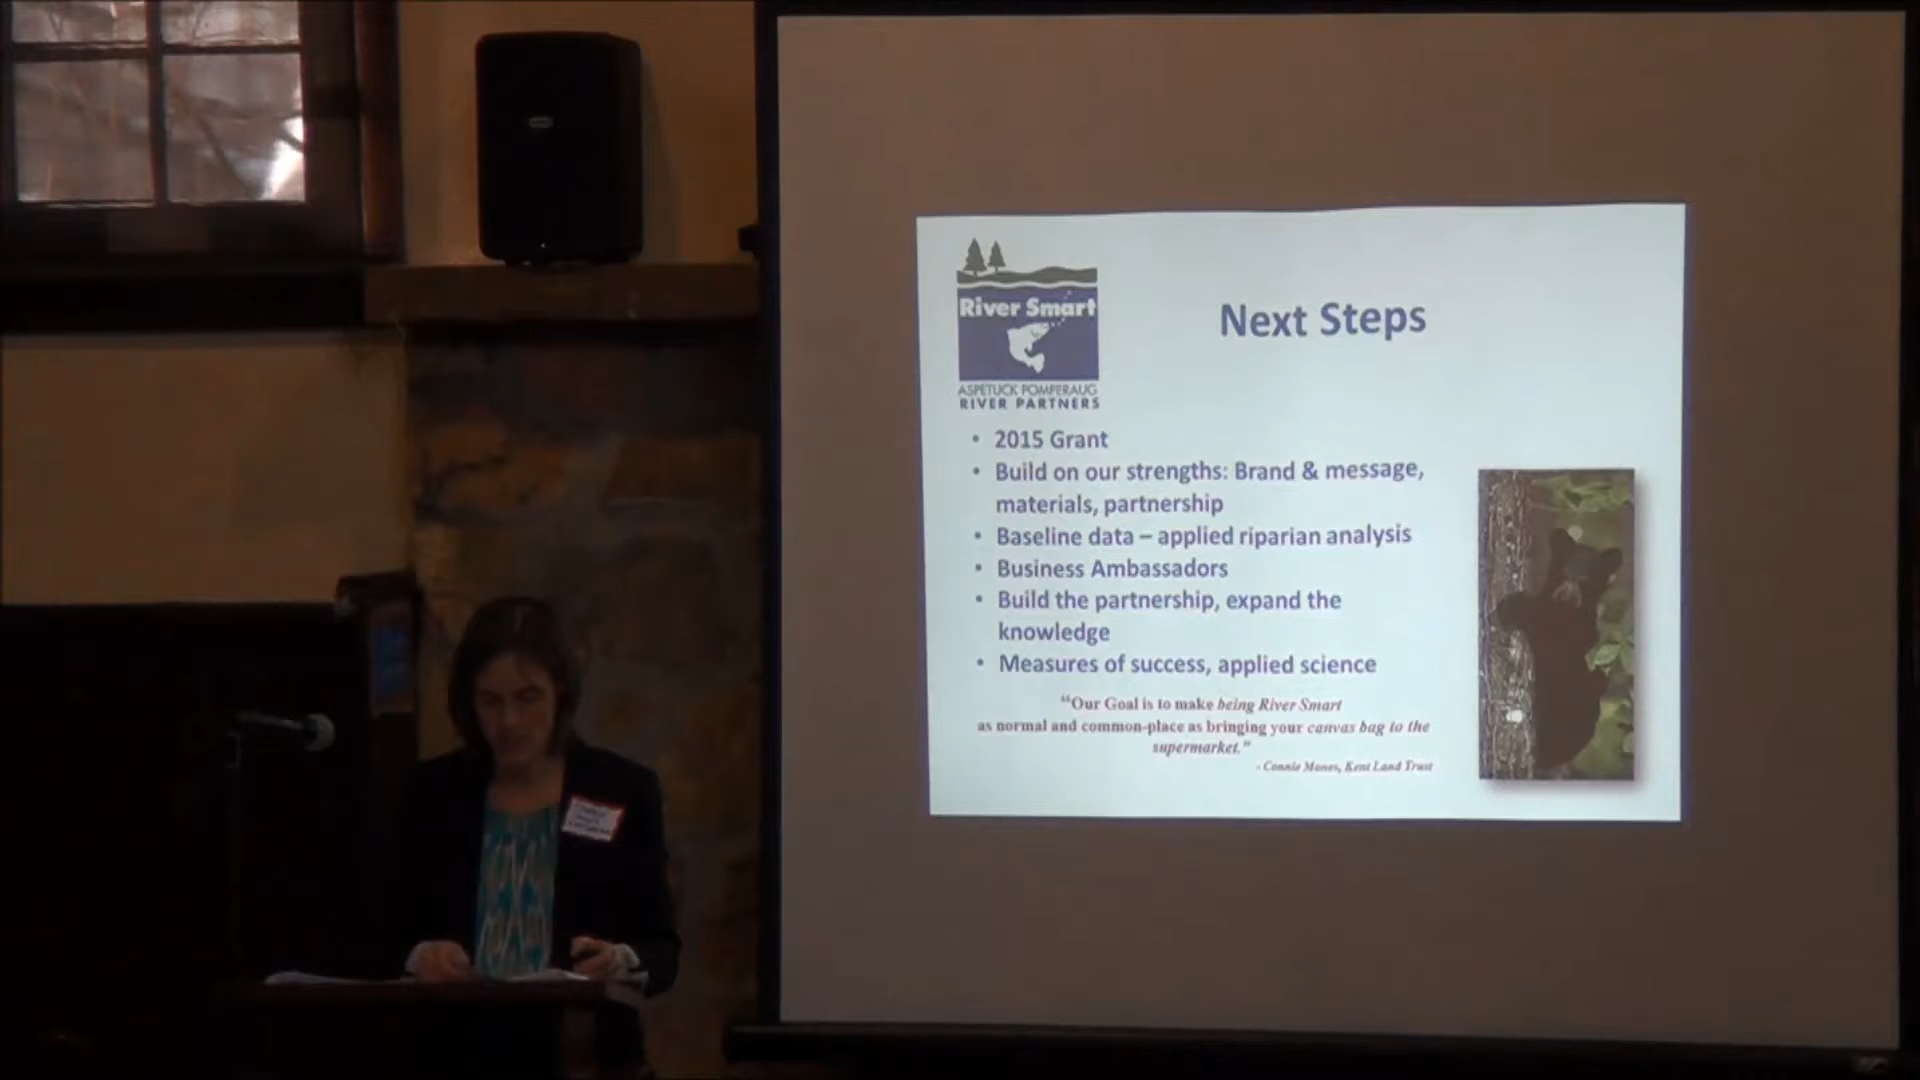 River Smart
ASPETUCK POMPERAUG
RIVER PARTNERS
Next Steps
• 2015 Grant
• Build on our strengths: Brand & message,
materials, partnership
• Baseline data – applied riparian analysis
• Business Ambassadors
• Build the partnership, expand the
knowledge
• Measures of success, applied science
“Our Goal is to make being River Smart
as normal and common-place as bringing your canvas bag to the
supermarket.”
- Connie Manes, Kent Land Trust